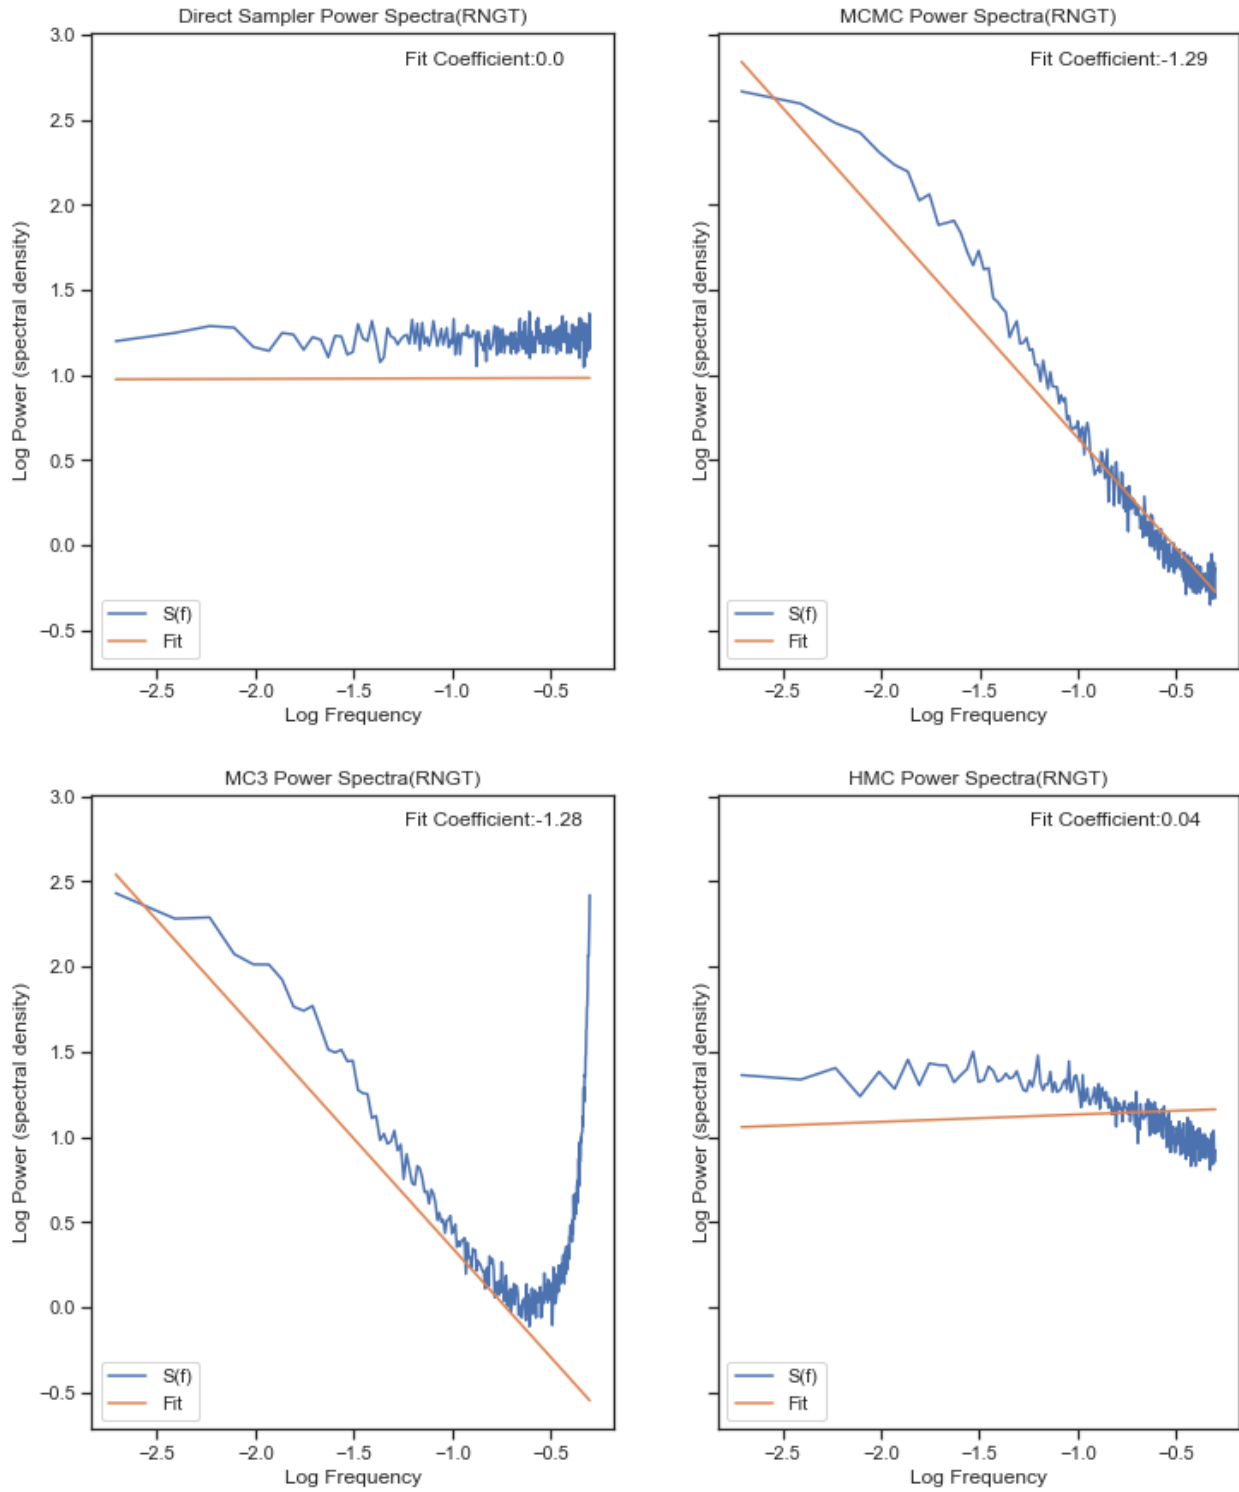 Direct Sampler Power Spectra(RNGT)
Fit Coefficient:0.0
Log Power (spectral density)
3.0
2.5
2.0
1.5
1.0
0.5
0.0
−0.5
S(f)
Fit
−2.5 −2.0 −1.5 −1.0 −0.5
Log Frequency
MCMC Power Spectra(RNGT)
Fit Coefficient:-1.29
Log Power (spectral density)
S(f)
Fit
−2.5 −2.0 −1.5 −1.0 −0.5
Log Frequency
MC3 Power Spectra(RNGT)
Fit Coefficient:-1.28
Log Power (spectral density)
3.0
2.5
2.0
1.5
1.0
0.5
0.0
−0.5
S(f)
Fit
−2.5 −2.0 −1.5 −1.0 −0.5
Log Frequency
HMC Power Spectra(RNGT)
Fit Coefficient:0.04
Log Power (spectral density)
S(f)
Fit
−2.5 −2.0 −1.5 −1.0 −0.5
Log Frequency